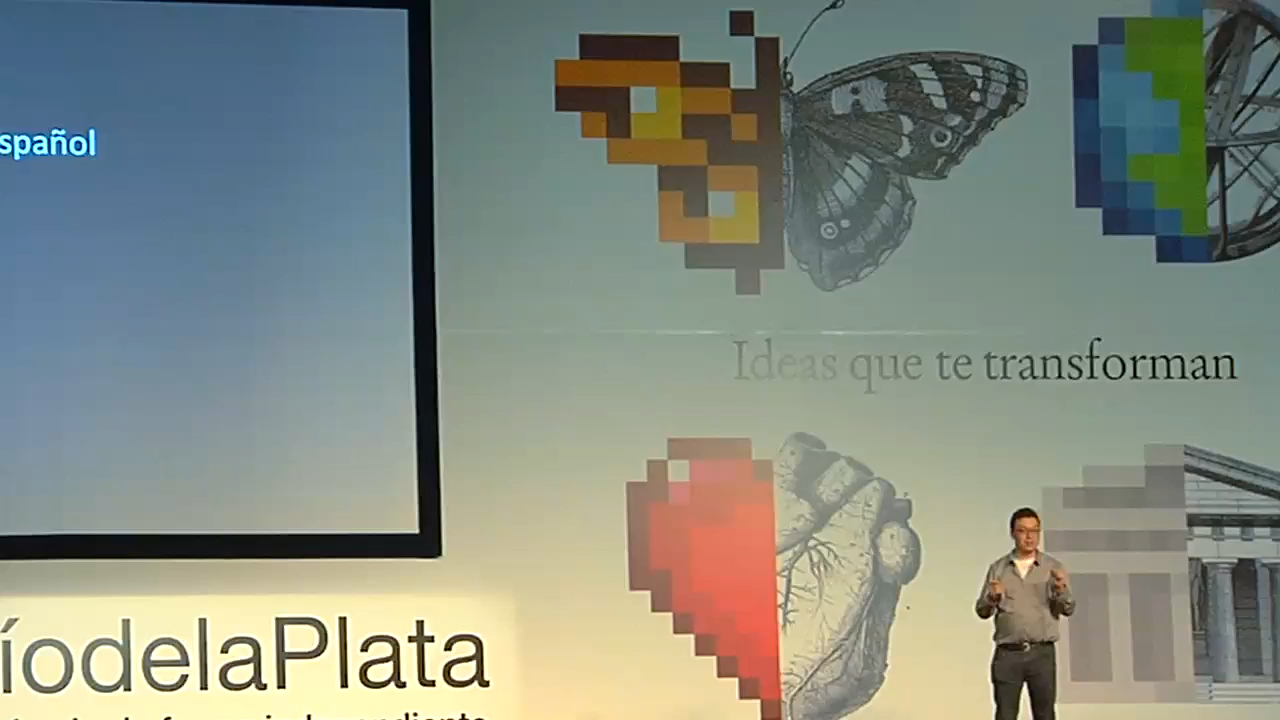 spañol
Ideas que te transforman
íodelaPlata